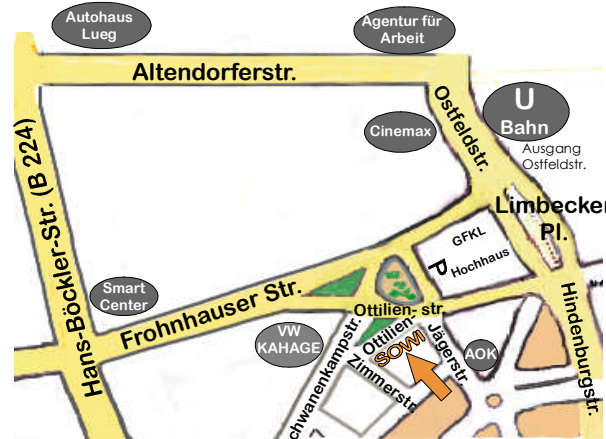 Autohaus
Lueg
Agentur für
Arbeit
Altendorferstr.
Ostfeldstr.
U
Bahn
Ausgang
Ostfeldstr.
Cinemax
Hans-Böckler-Str. (B 224)
Limbecker
Pl.
GFKL
P
Hochhaus
Smart
Center
Frohnhauser Str.
Ottilien- str.
Hindenburgstr.
VW
KAHAGE
chwanenkampstr.
Ottilien-
SOWI
Jägerstr
Zimmerstr.
AOK